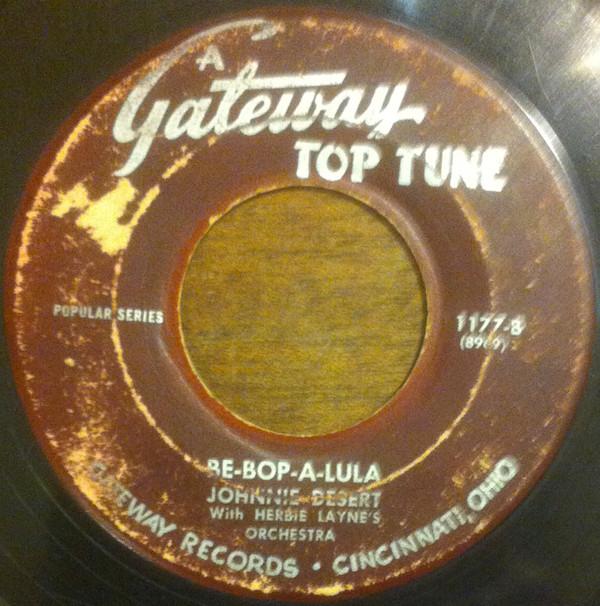 A
Gateway
TOP TUNE
POPULAR SERIES
1177-B
BE-BOP-A-LULA
JOHNNIE DESERT
With HERBIE LAYNE'S
ORCHESTRA
GATEWAY RECORDS • CINCINNATI, OHIO